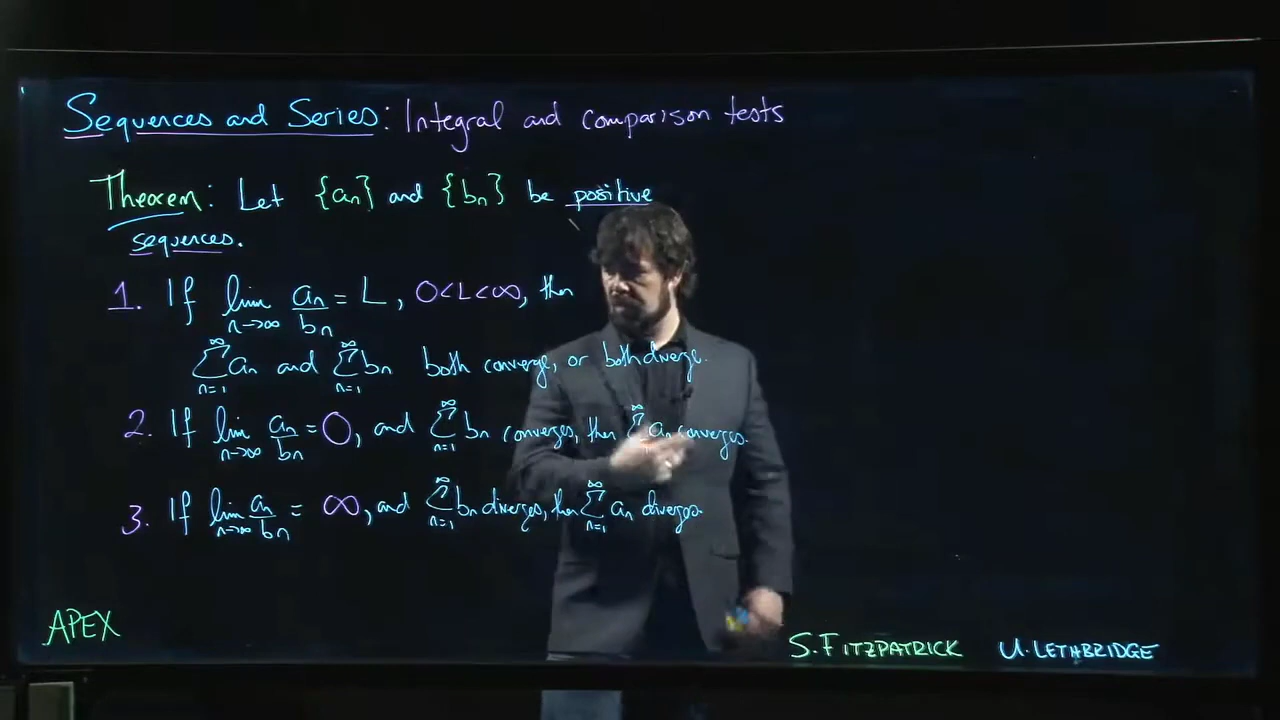 Sequences and Series: Integral and comparison tests
Theorem: Let {aₙ} and {bₙ} be positive
sequences.
1. If lim n→∞ aₙ/bₙ = L, 0<L<∞, then
∞ Σ n=1 aₙ and ∞ Σ n=1 bₙ both converge, or both diverge.
2. If lim n→∞ aₙ/bₙ = 0, and ∞ Σ n=1 bₙ converges, then ∞ Σ n=1 aₙ converges.
3. If lim n→∞ aₙ/bₙ = ∞, and ∞ Σ n=1 bₙ diverges, then ∞ Σ n=1 aₙ diverges.
APEX
S. FITZPATRICK U. LETHBRIDGE